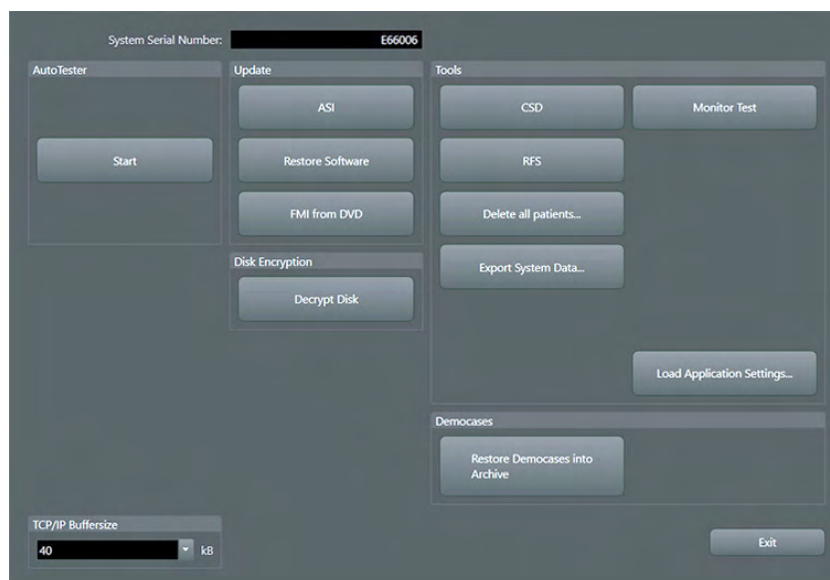 System Serial Number: E66006
AutoTester
Start
Update
ASI
Restore Software
FMI from DVD
Disk Encryption
Decrypt Disk
Tools
CSD
Monitor Test
RFS
Delete all patients...
Export System Data...
Load Application Settings...
Democases
Restore Democases into
Archive
TCP/IP Buffersize
40 kB
Exit